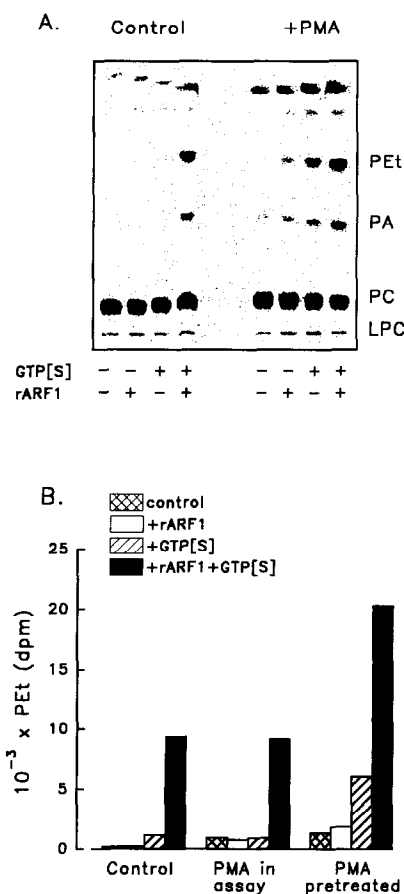 A.
Control +PMA
PEt
PA
PC
LPC
GTP[S] - - + + - - + +
rARF1 - + - + - + - +
B.
control
+rARF1
+GTP[S]
+rARF1+GTP[S]
25
20
15
10
5
0
10⁻³ x PEt (dpm)
Control PMA in assay PMA pretreated